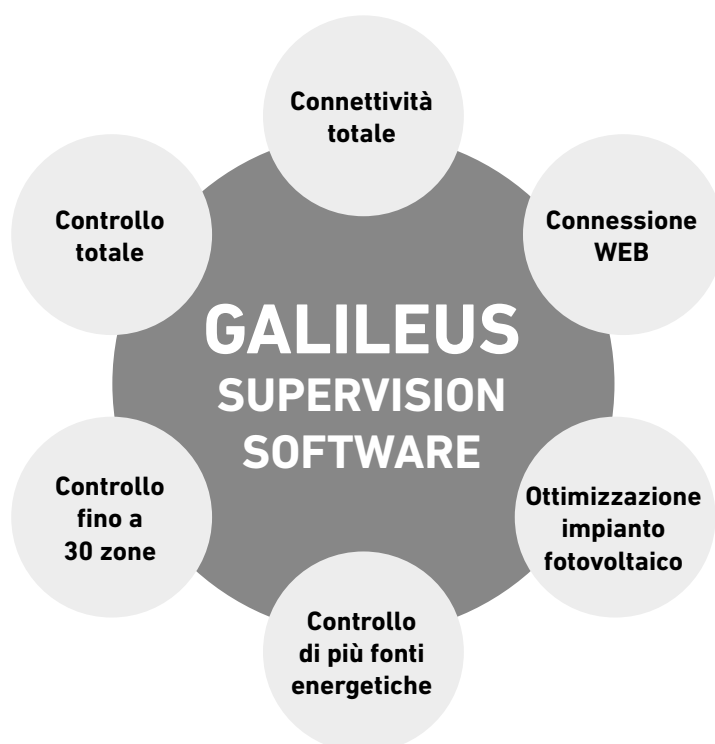 Connettività
totale
Controllo
totale
Connessione
WEB
GALILEUS
SUPERVISION
SOFTWARE
Controllo
fino a
30 zone
Ottimizzazione
impianto
fotovoltaico
Controllo
di più fonti
energetiche